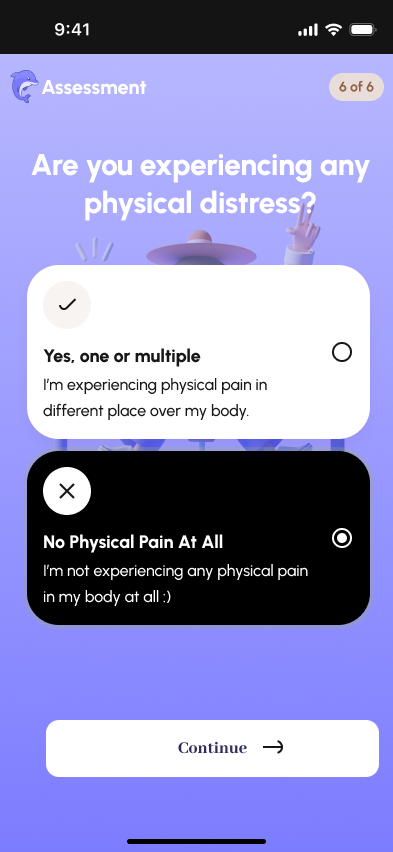 9:41
Assessment
6 of 6
Are you experiencing any
physical distress?
Yes, one or multiple
I'm experiencing physical pain in
different place over my body.
No Physical Pain At All
I'm not experiencing any physical pain
in my body at all :)
Continue